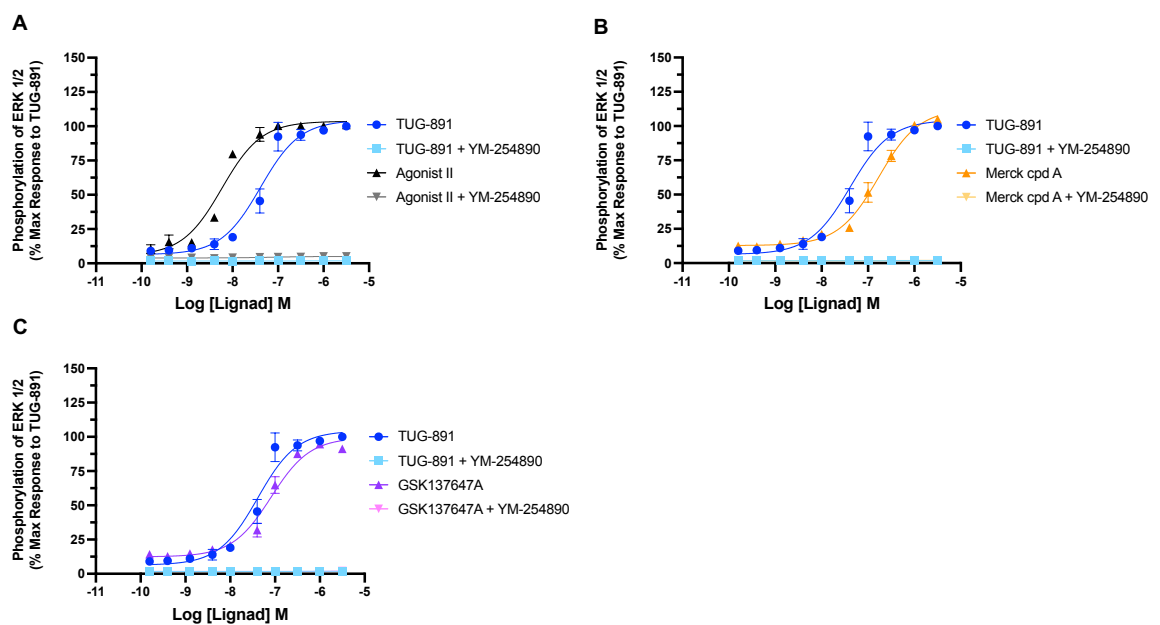 A
Phosphorylation of ERK 1/2
(% Max Response to TUG-891)
150
125
100
75
50
25
0
-11
-10
-9
-8
-7
-6
-5
Log [Lignad] M
TUG-891
TUG-891 + YM-254890
Agonist II
Agonist II + YM-254890
B
Phosphorylation of ERK 1/2
(% Max Response to TUG-891)
150
125
100
75
50
25
0
-11
-10
-9
-8
-7
-6
-5
Log [Lignad] M
TUG-891
TUG-891 + YM-254890
Merck cpd A
Merck cpd A + YM-254890
C
Phosphorylation of ERK 1/2
(% Max Response to TUG-891)
150
125
100
75
50
25
0
-11
-10
-9
-8
-7
-6
-5
Log [Lignad] M
TUG-891
TUG-891 + YM-254890
GSK137647A
GSK137647A + YM-254890